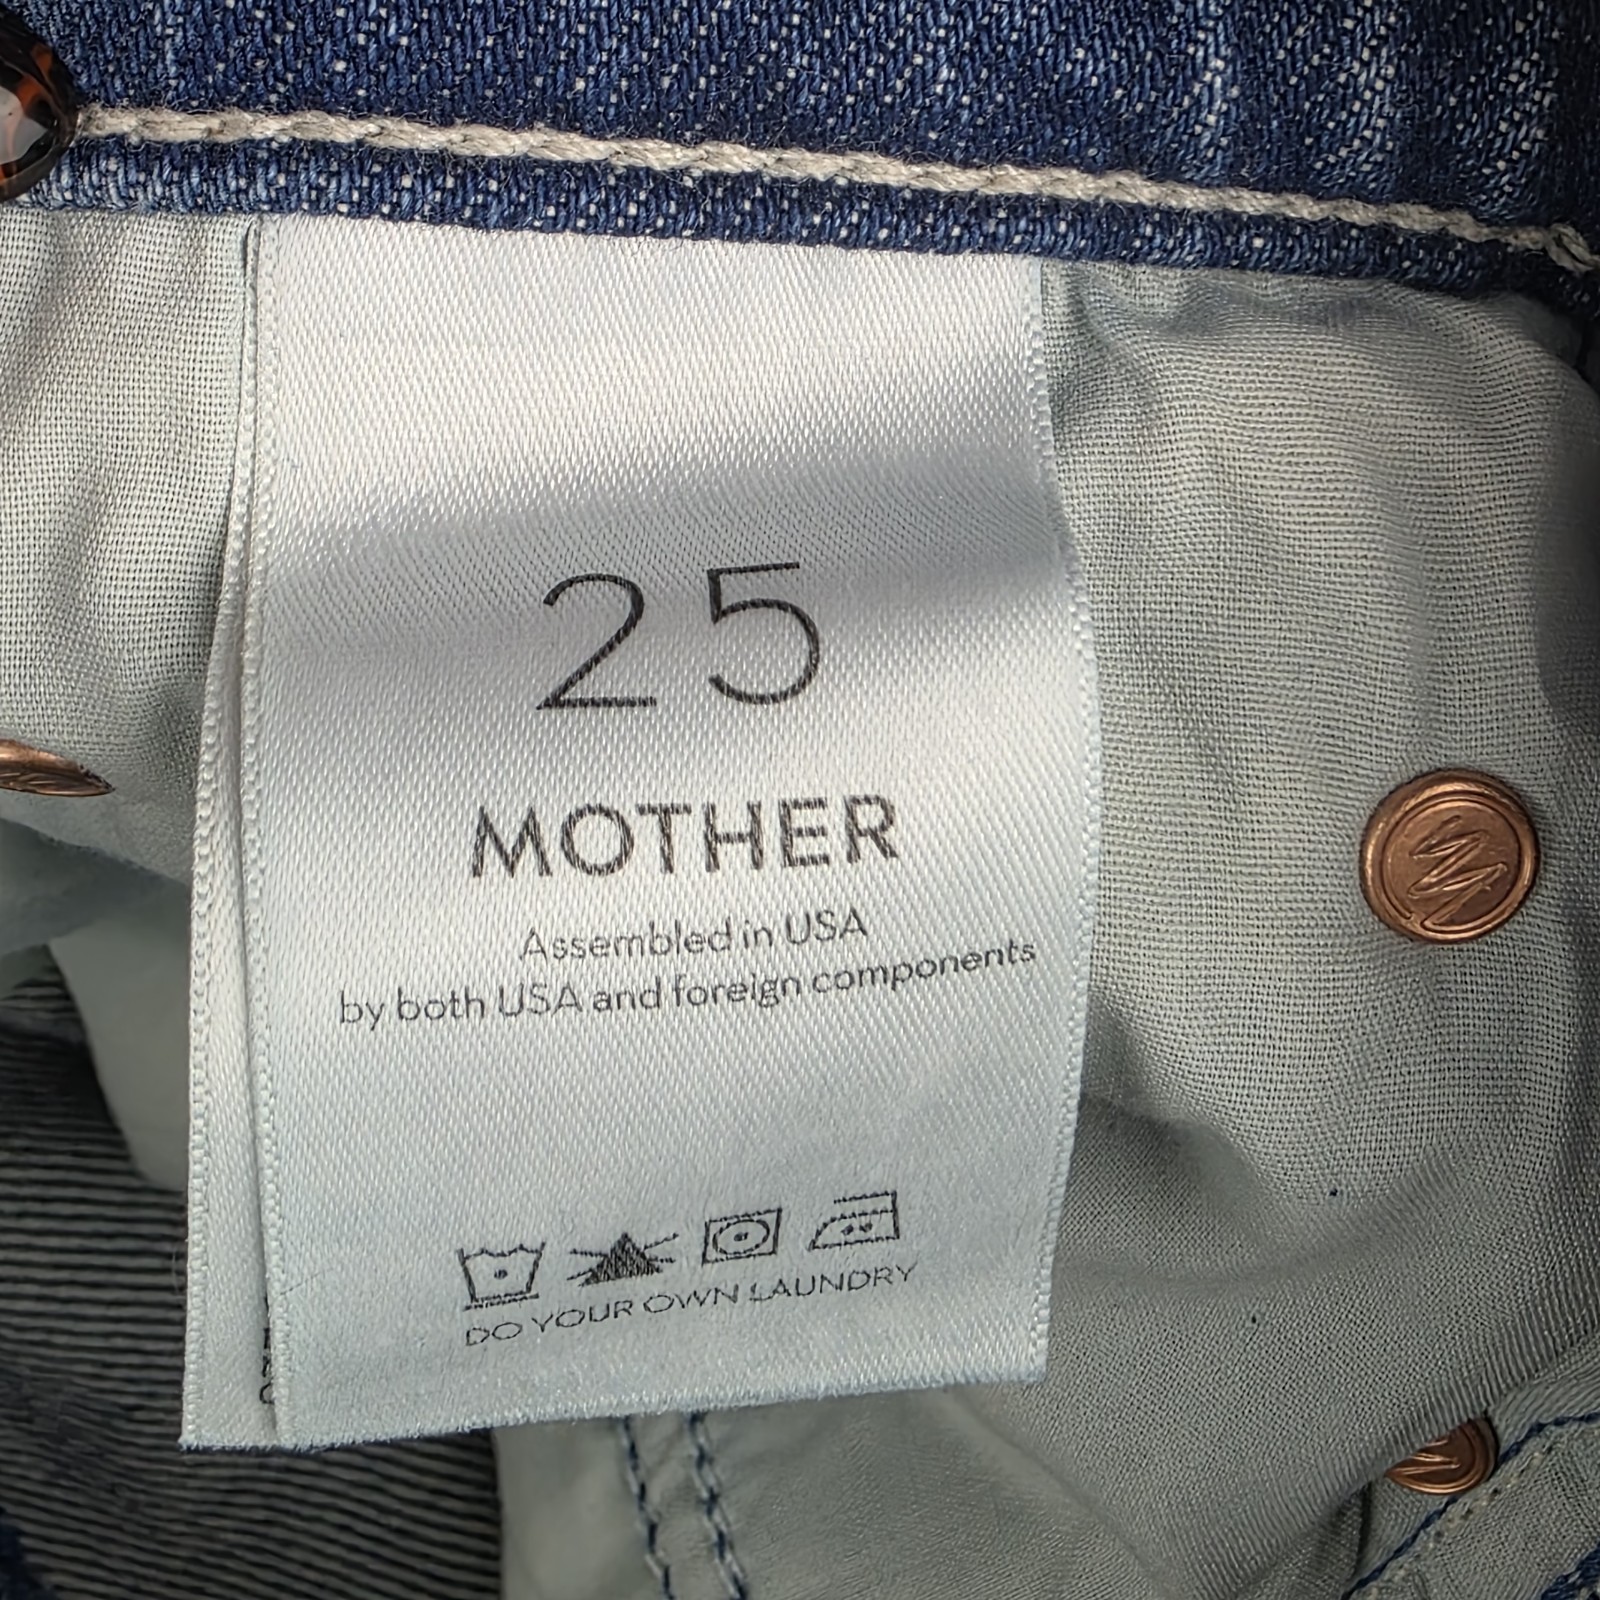 25
MOTHER
Assembled in USA
by both USA and foreign components
DO YOUR OWN LAUNDRY